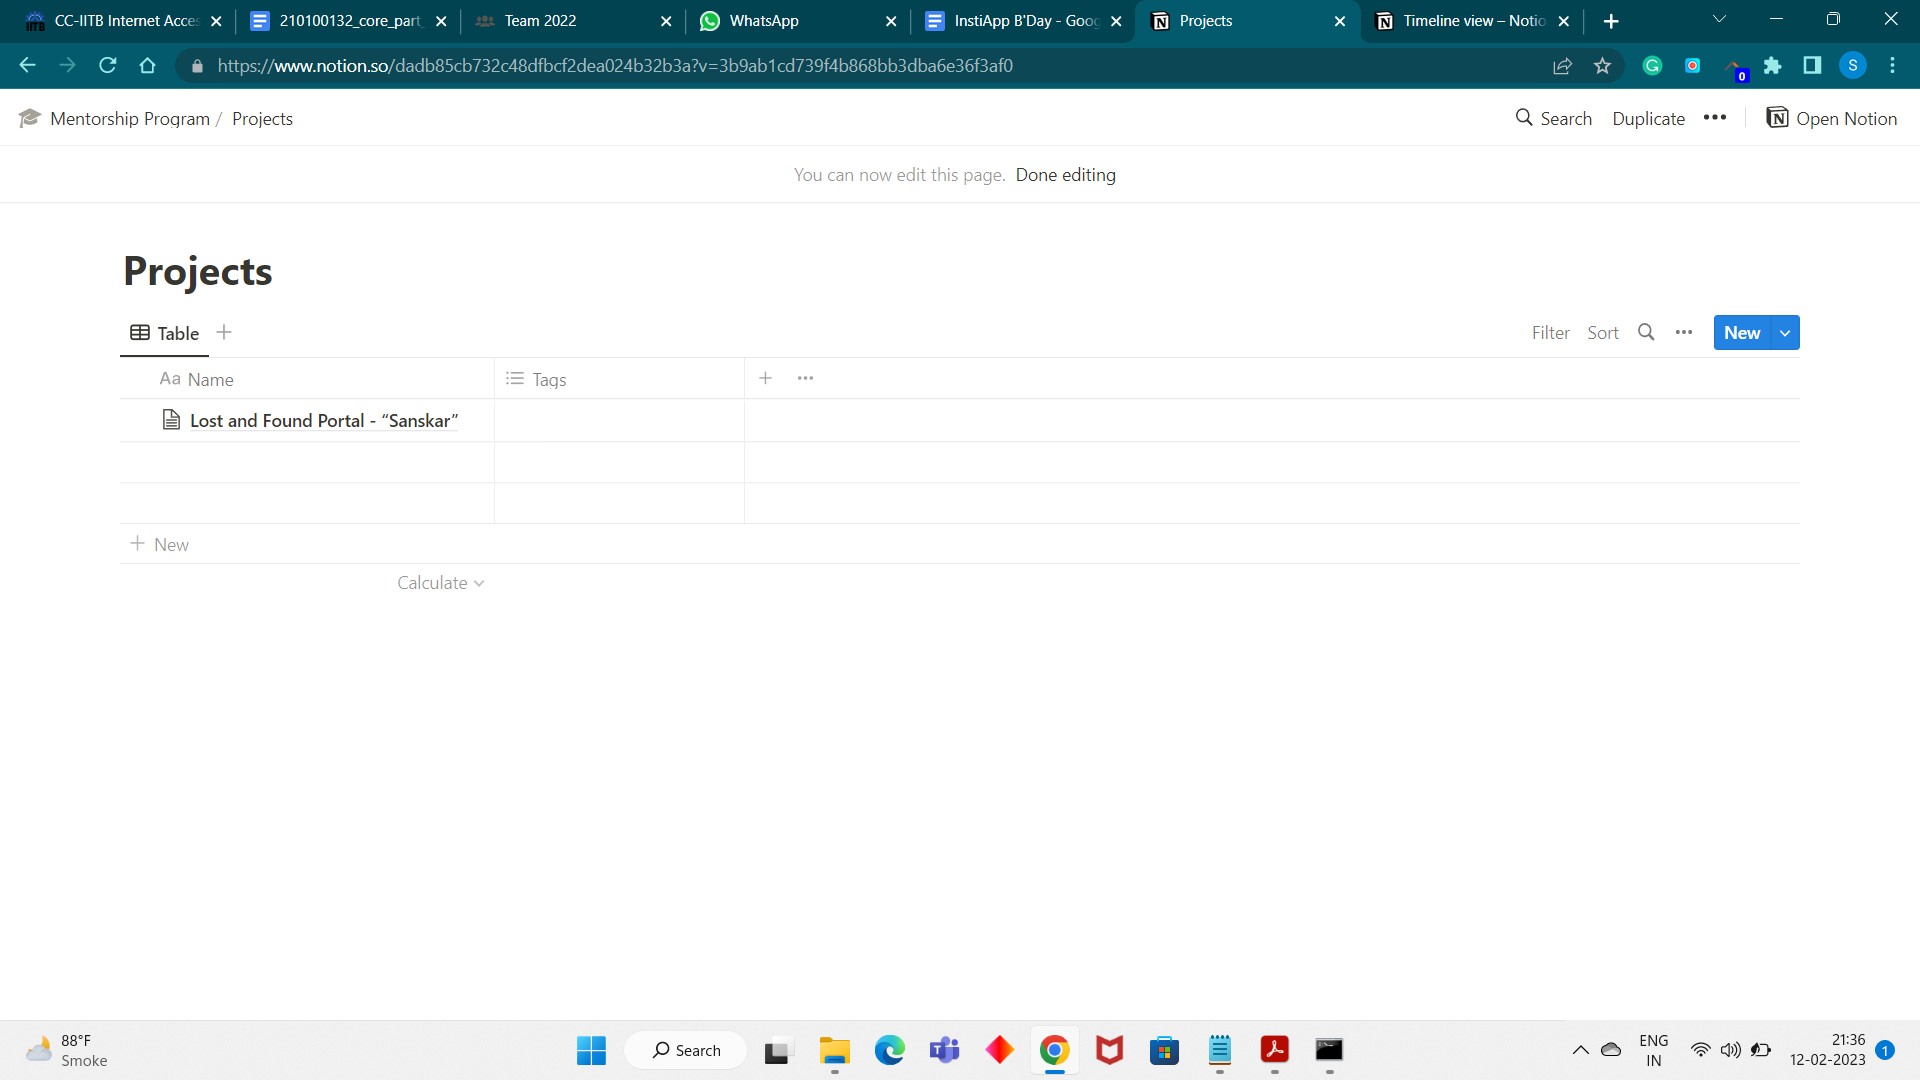 CC-IITB Internet Acces
210100132_core_part_
Team 2022
WhatsApp
InstiApp B'Day - Goog
Projects
Timeline view – Notio
https://www.notion.so/dadb85cb732c48dfbcf2dea024b32b3a?v=3b9ab1cd739f4b868bb3dba6e36f3af0
0
S
Mentorship Program / Projects
Search Duplicate Open Notion
You can now edit this page. Done editing
Projects
Table
Filter Sort New
Aa Name Tags
Lost and Found Portal - “Sanskar”
New
Calculate
88°F
Smoke
Search
ENG
IN
21:36
12-02-2023
1